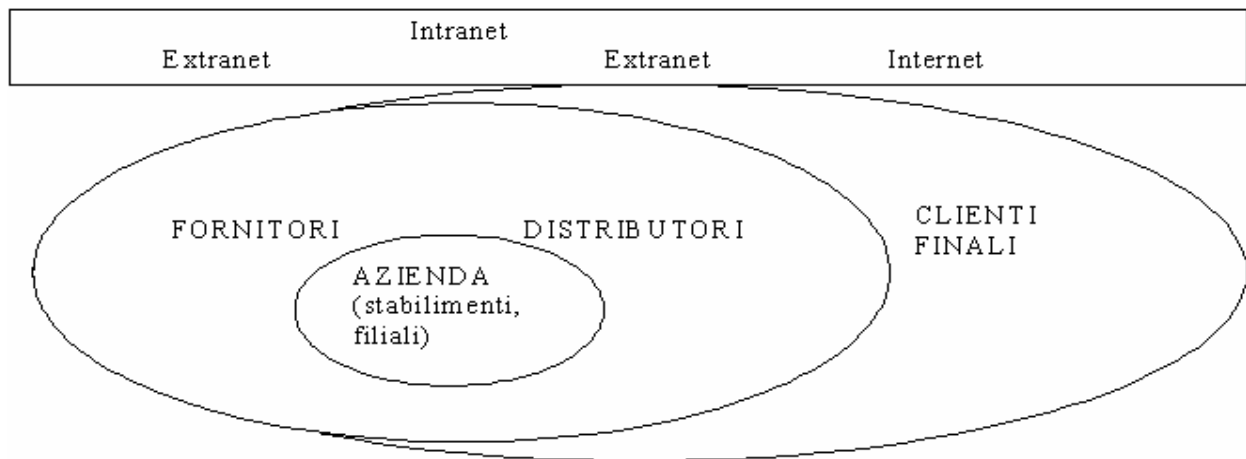 Intranet
Extranet Extranet Internet
FORNITORI DISTRIBUTORI
CLIENTI
FINALI
AZIENDA
(stabilimenti,
filiali)